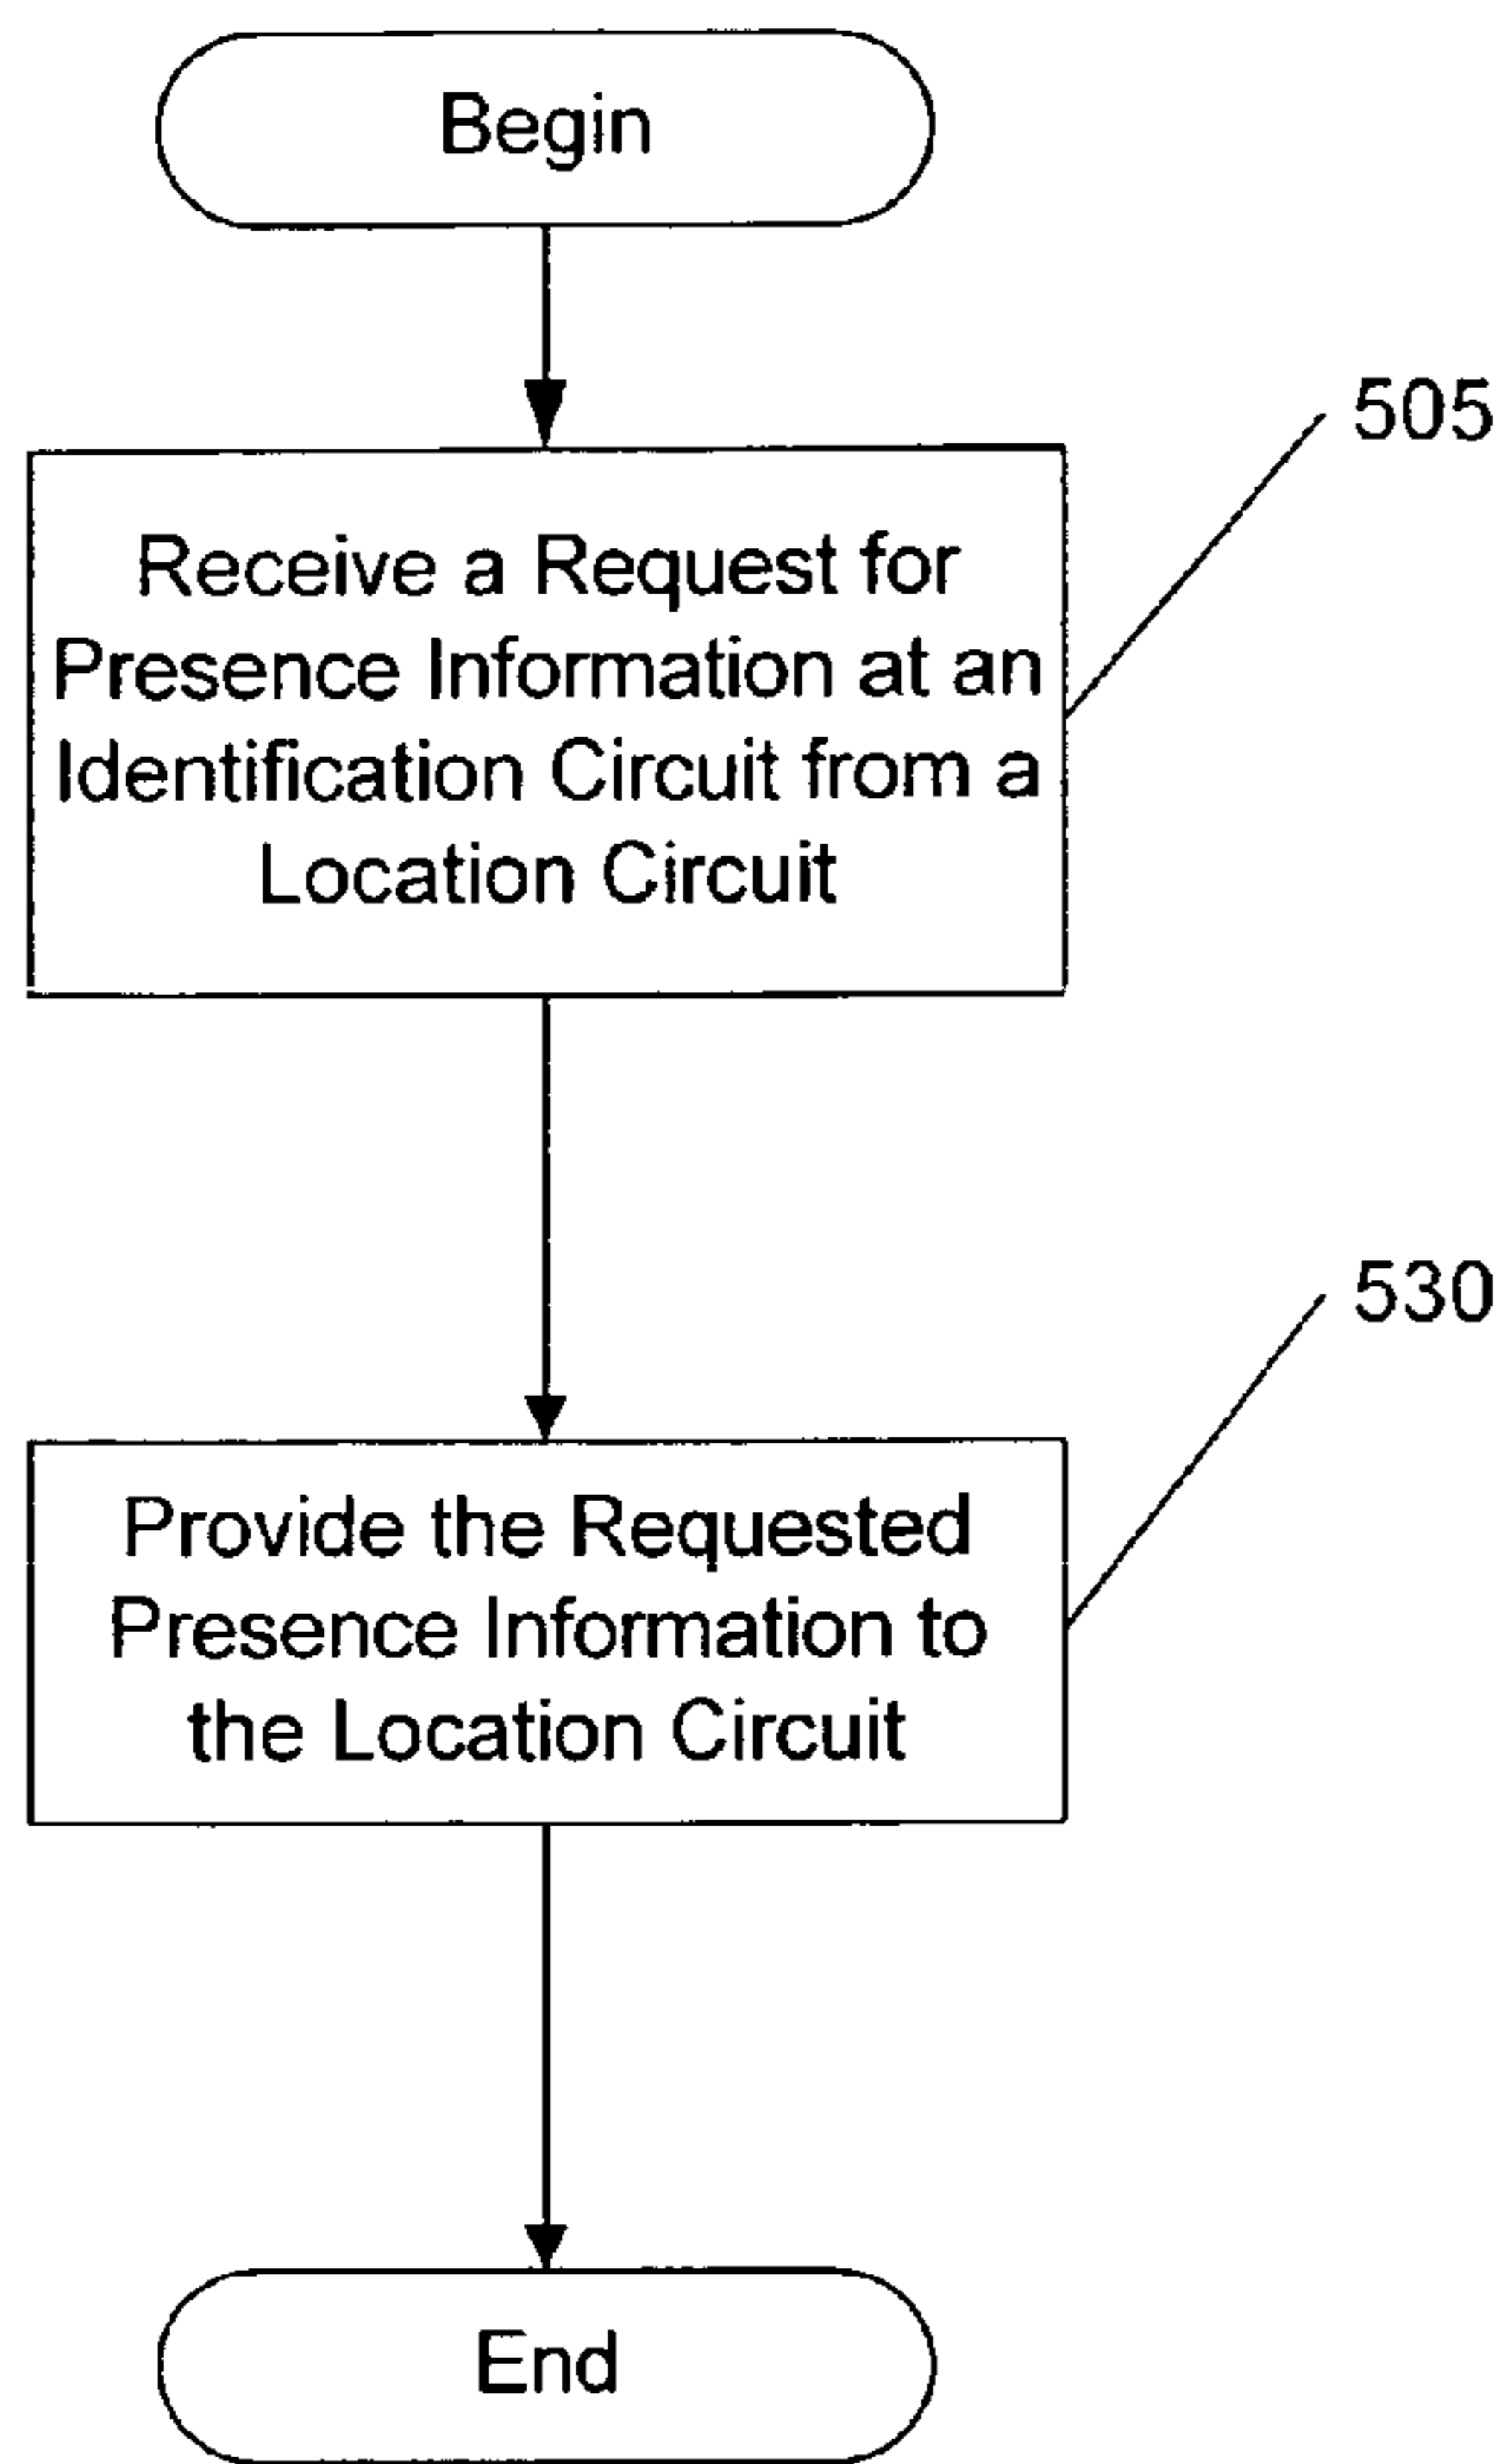 Begin
505
Receive a Request for
Presence Information at an
Identification Circuit from a
Location Circuit
530
Provide the Requested
Presence Information to
the Location Circuit
End